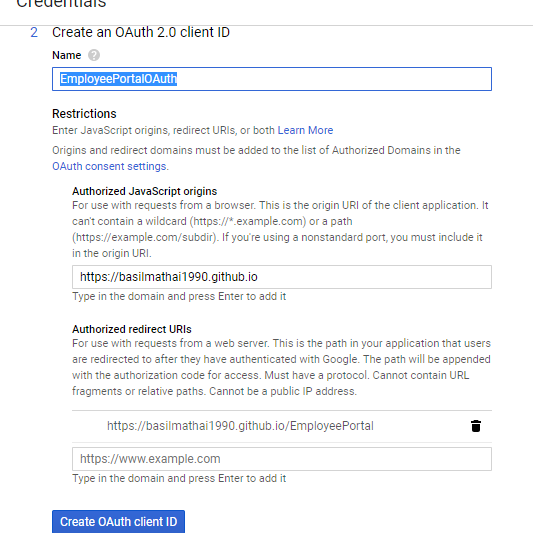 Credentials
2 Create an OAuth 2.0 client ID
Name ?
EmployeePortalOAuth
Restrictions
Enter JavaScript origins, redirect URIs, or both Learn More
Origins and redirect domains must be added to the list of Authorized Domains in the
OAuth consent settings.
Authorized JavaScript origins
For use with requests from a browser. This is the origin URI of the client application. It
can't contain a wildcard (https://*.example.com) or a path
(https://example.com/subdir). If you're using a nonstandard port, you must include it
in the origin URI.
https://basilmathai1990.github.io
Type in the domain and press Enter to add it
Authorized redirect URIs
For use with requests from a web server. This is the path in your application that users
are redirected to after they have authenticated with Google. The path will be appended
with the authorization code for access. Must have a protocol. Cannot contain URL
fragments or relative paths. Cannot be a public IP address.
https://basilmathai1990.github.io/EmployeePortal
https://www.example.com
Type in the domain and press Enter to add it
Create OAuth client ID